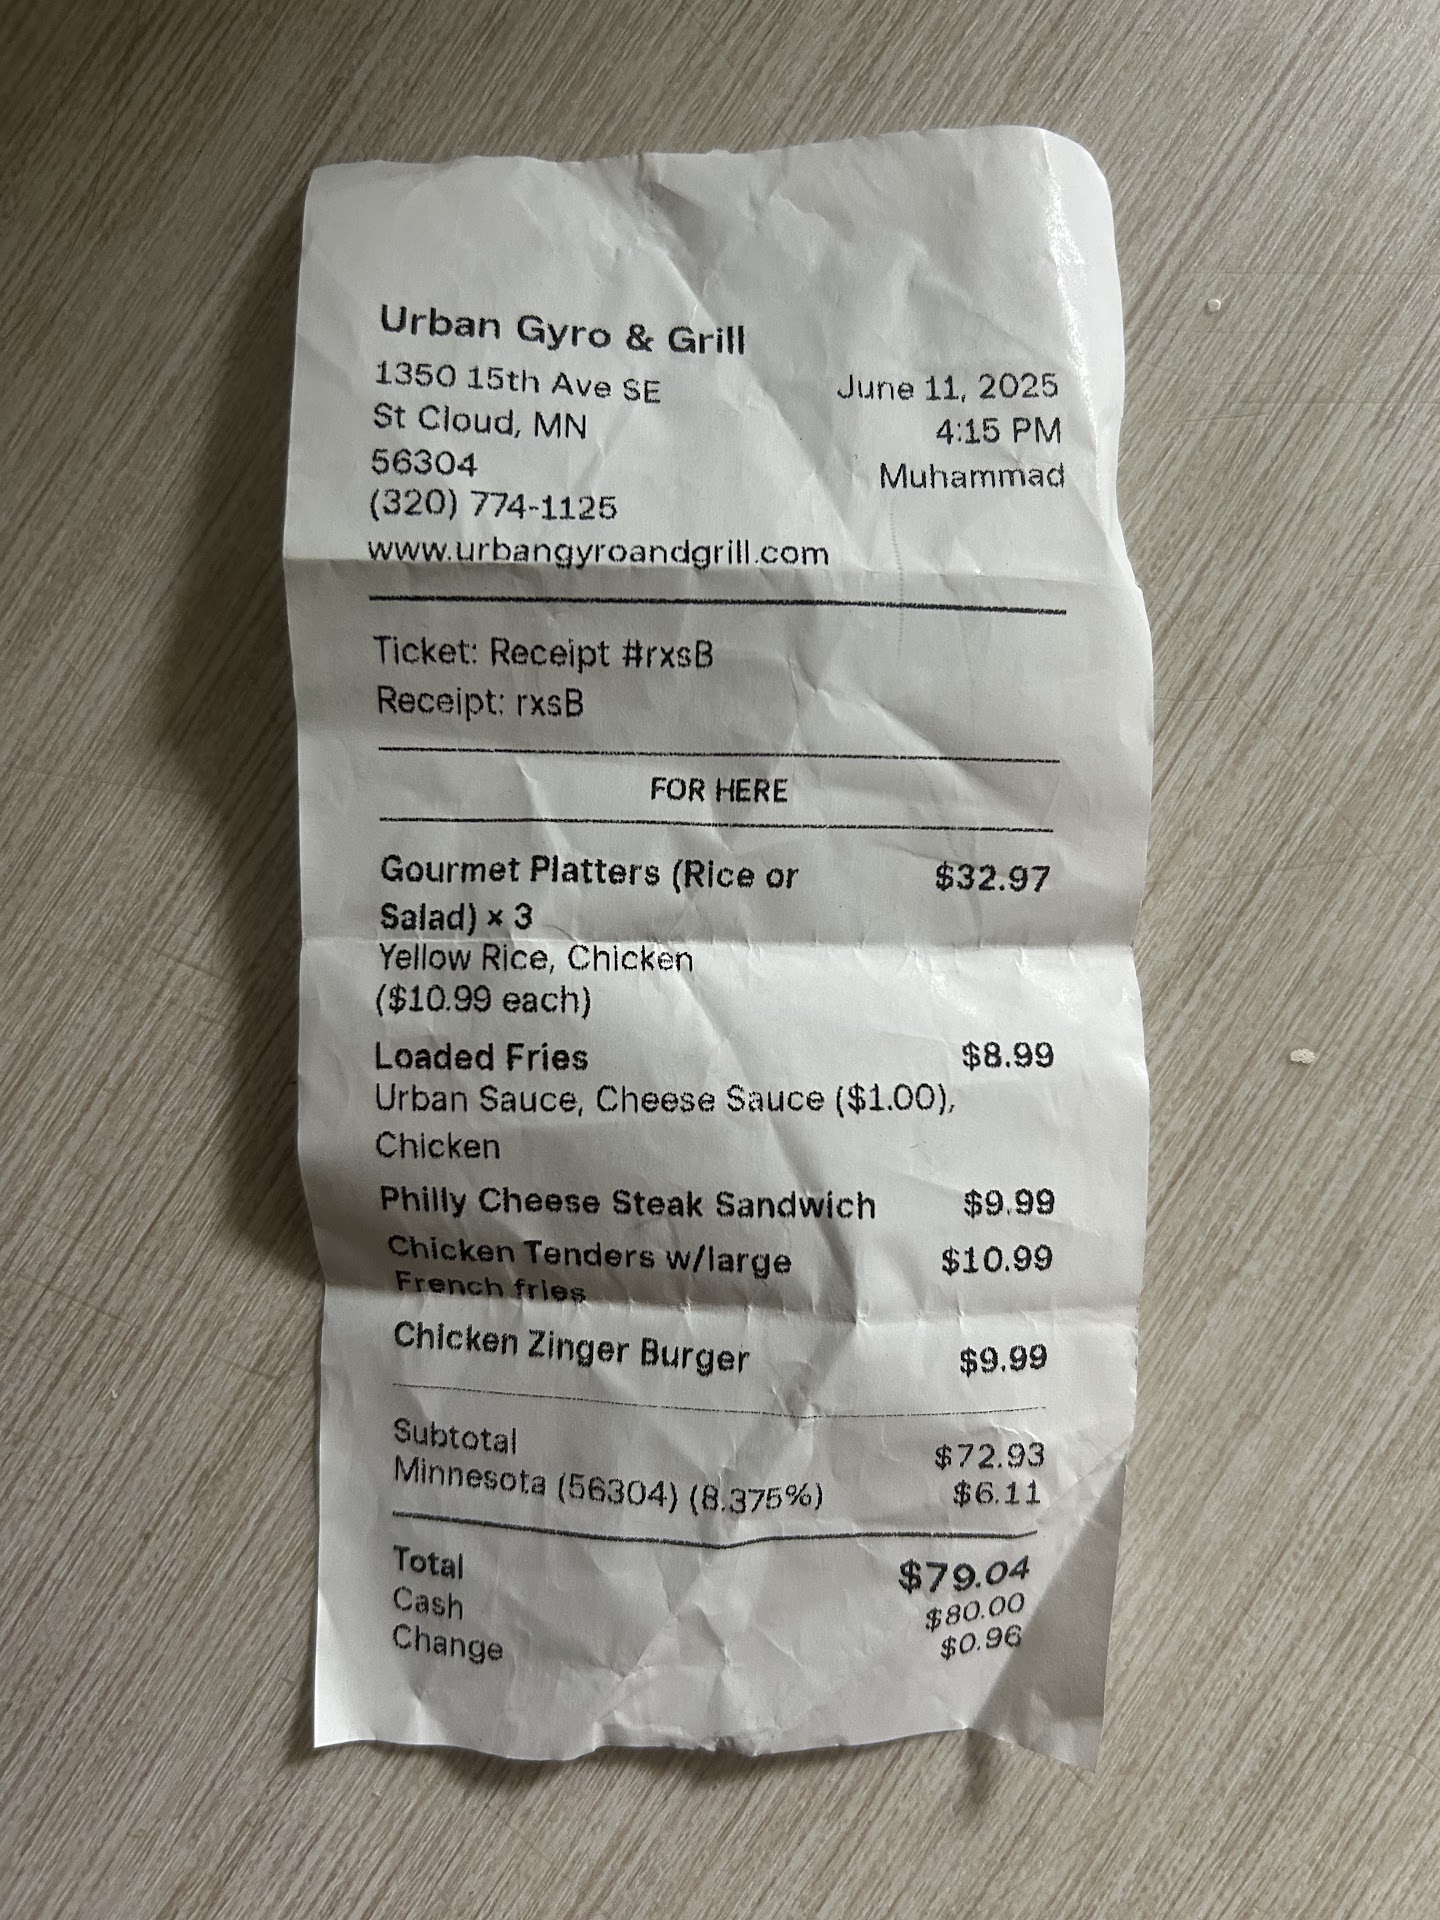 Urban Gyro & Grill
1350 15th Ave SE
June 11, 2025
St Cloud, MN
4:15 PM
56304
Muhammad
(320) 774-1125
www.urbangyroandgrill.com
Ticket: Receipt #rxsB
Receipt: rxsB
FOR HERE
Gourmet Platters (Rice or $32.97
Salad) × 3
Yellow Rice, Chicken
($10.99 each)
Loaded Fries $8.99
Urban Sauce, Cheese Sauce ($1.00),
Chicken
Philly Cheese Steak Sandwich $9.99
Chicken Tenders w/large $10.99
French fries
Chicken Zinger Burger $9.99
Subtotal $72.93
Minnesota (56304) (8.375%) $6.11
Total $79.04
Cash $80.00
Change $0.96